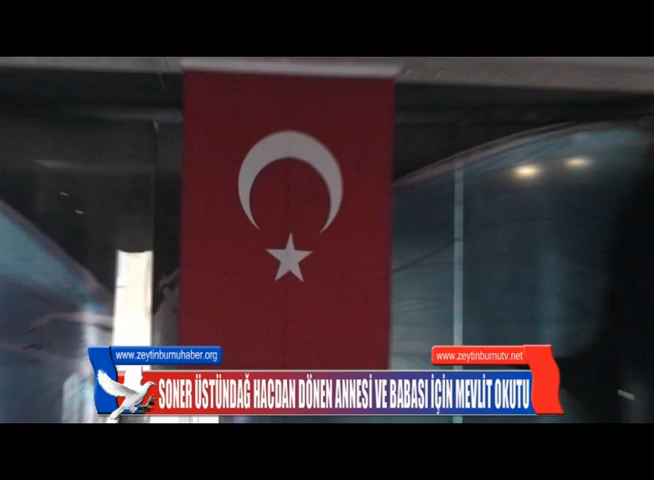 www.zeytinburnuhaber.org
www.zeytinburnutv.net
SONER ÜSTÜNDAĞ HACDAN DÖNEN ANNESİ VE BABASI İÇİN MEVLİT OKUTU